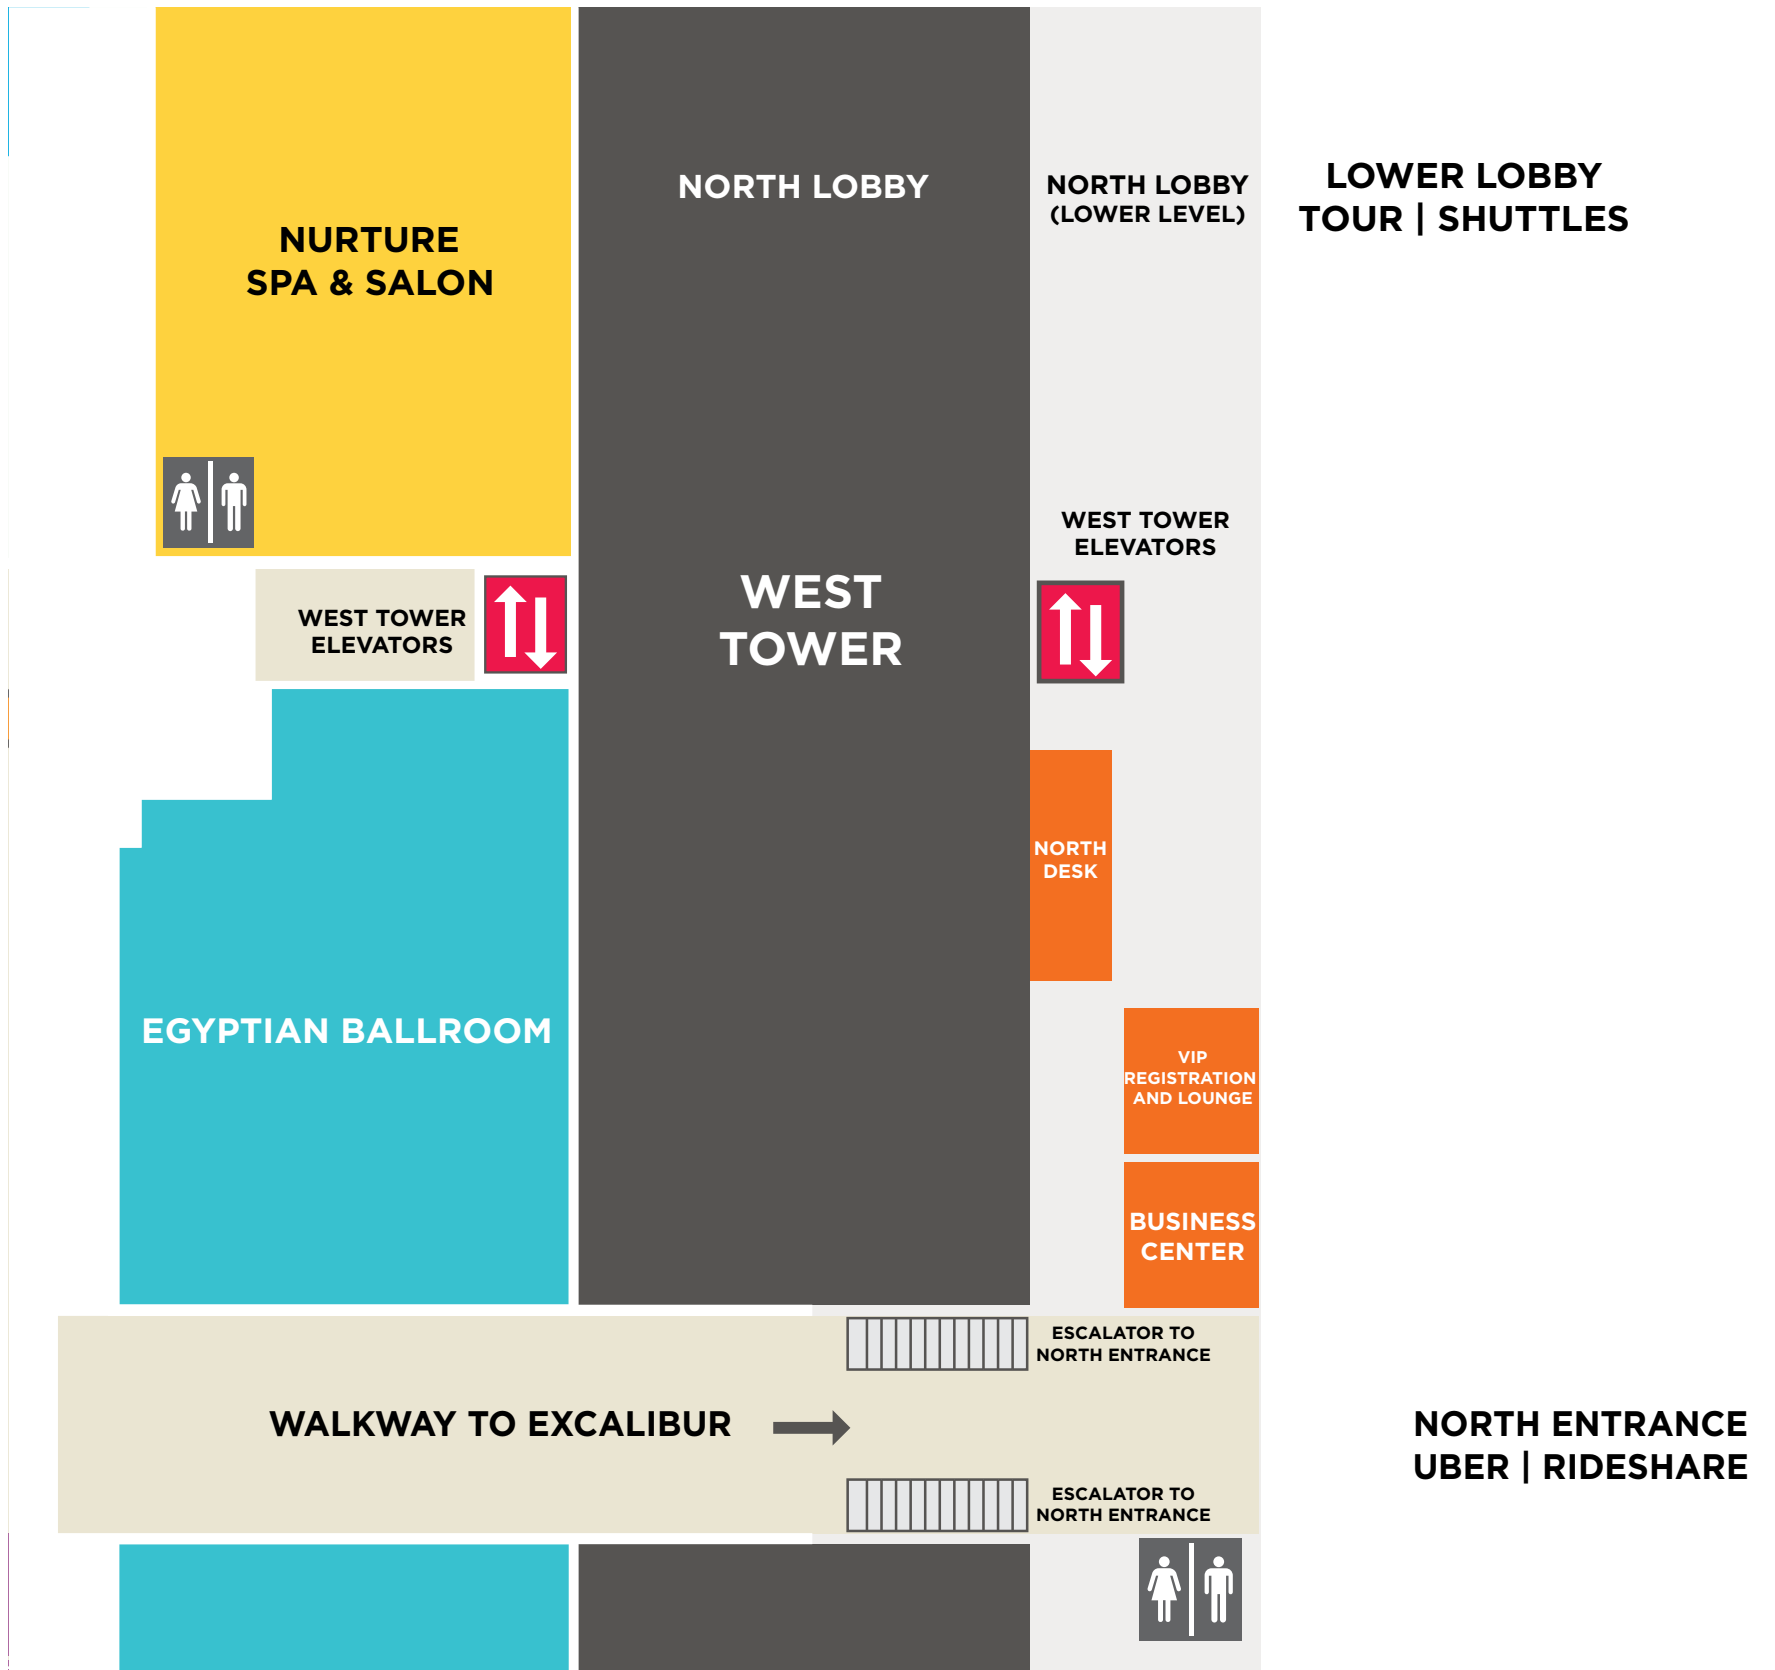 NURTURE
SPA & SALON
NORTH LOBBY
NORTH LOBBY
(LOWER LEVEL)
LOWER LOBBY
TOUR | SHUTTLES
WEST TOWER
ELEVATORS
WEST TOWER
ELEVATORS
WEST
TOWER
NORTH
DESK
EGYPTIAN BALLROOM
VIP
REGISTRATION
AND LOUNGE
BUSINESS
CENTER
ESCALATOR TO
NORTH ENTRANCE
WALKWAY TO EXCALIBUR
NORTH ENTRANCE
UBER | RIDESHARE
ESCALATOR TO
NORTH ENTRANCE